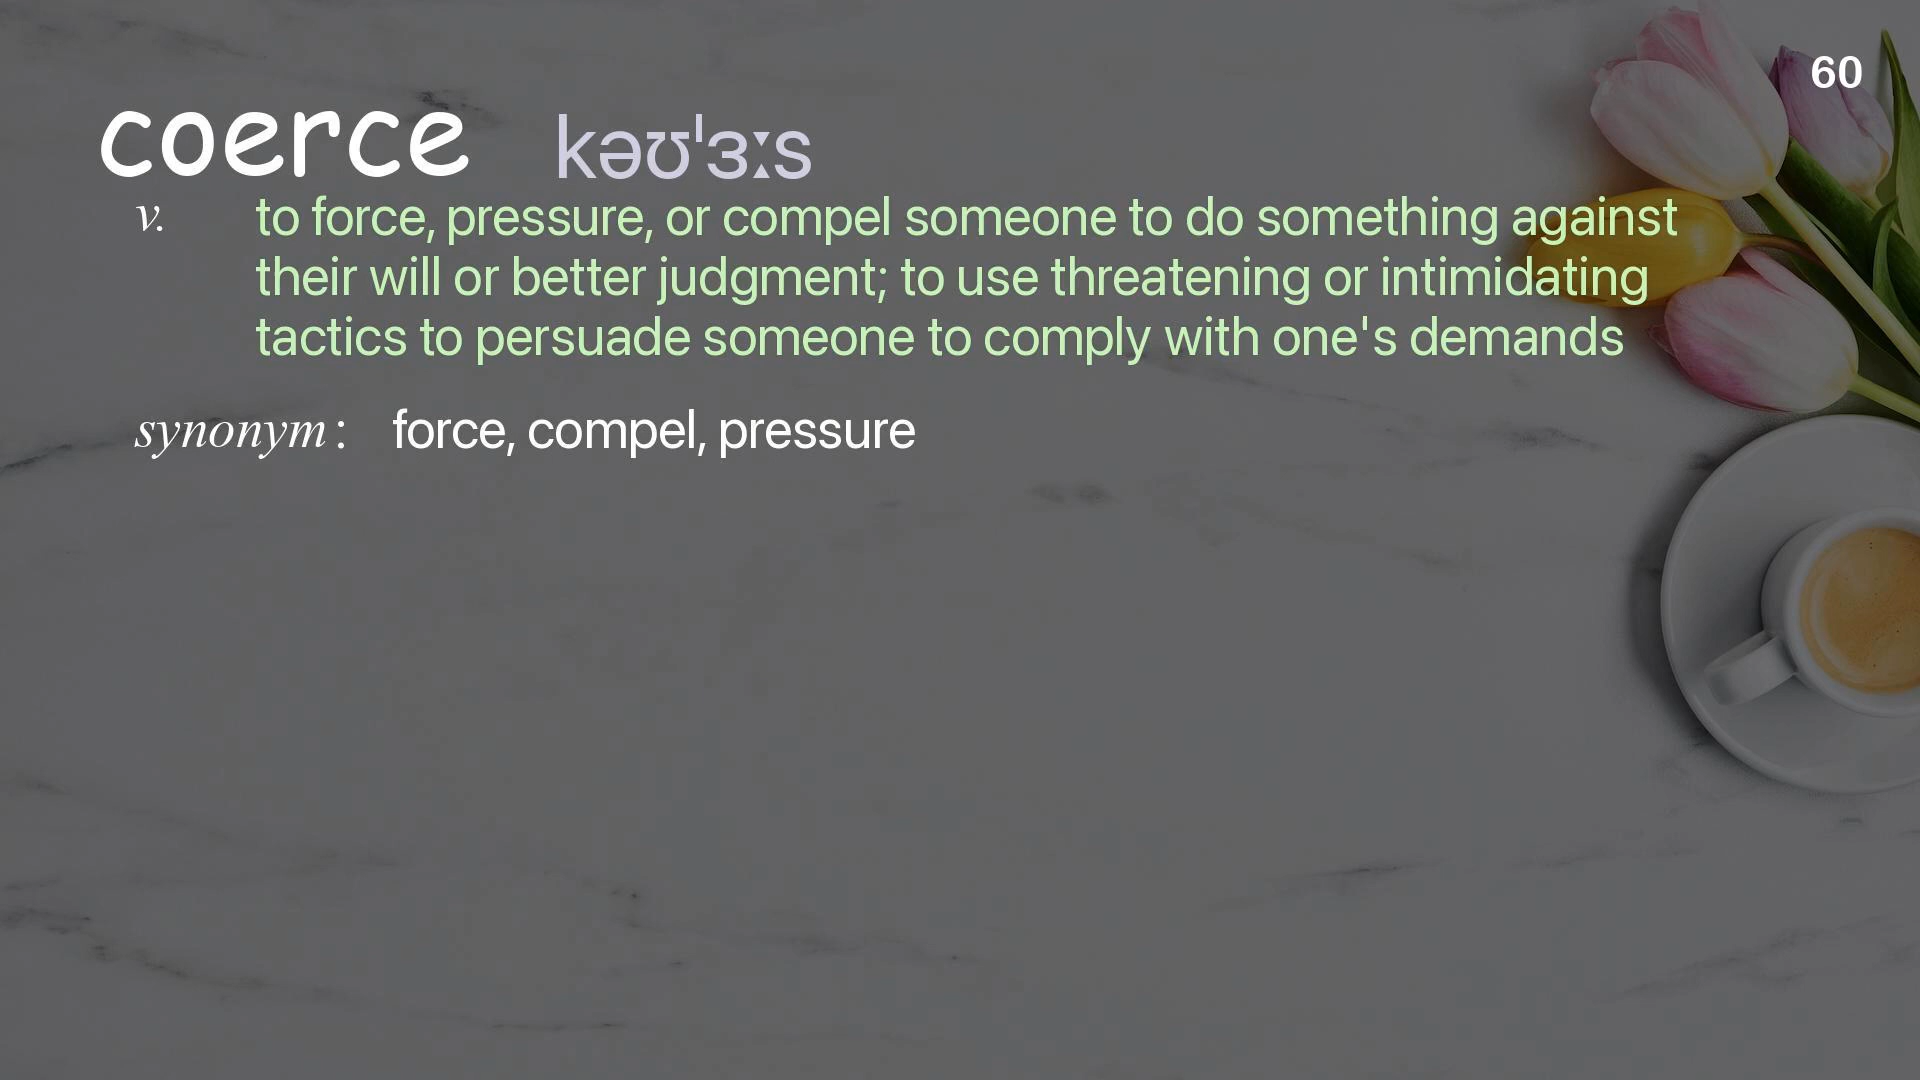 60
coerce kəʊˈɜːs
v. to force, pressure, or compel someone to do something against
their will or better judgment; to use threatening or intimidating
tactics to persuade someone to comply with one's demands
synonym: force, compel, pressure